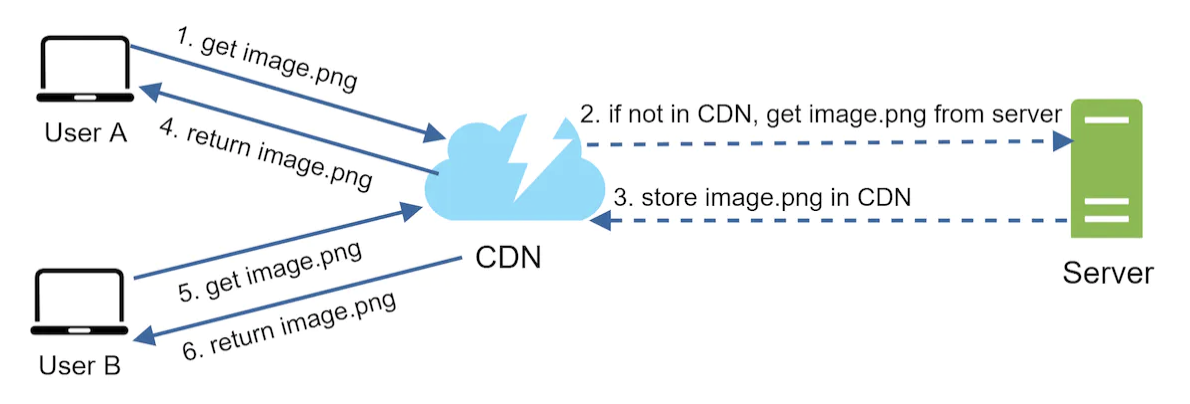 1. get image.png
User A
4. return image.png
2. if not in CDN, get image.png from server
3. store image.png in CDN
CDN
Server
5. get image.png
6. return image.png
User B